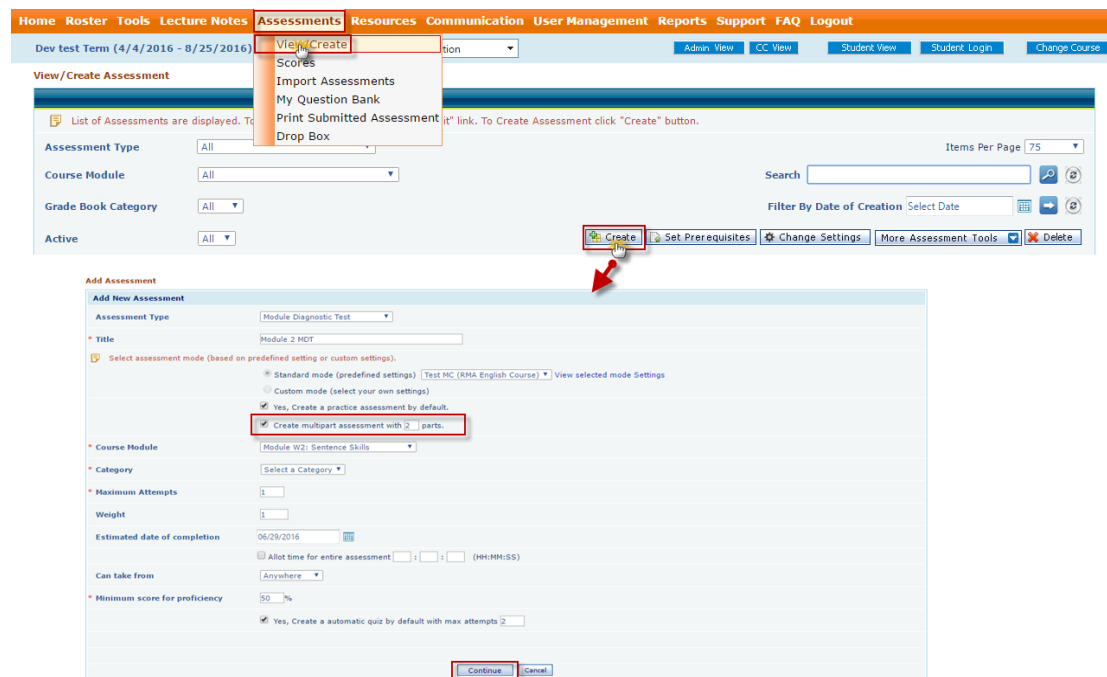 Home Roster Tools Lecture Notes Assessments Resources Communication User Management Reports Support FAQ Logout
Dev test Term (4/4/2016 - 8/25/2016) tion Admin View CC View Student View Student Login Change Course
View/Create
Scores
Import Assessments
My Question Bank
Print Submitted Assessment
Drop Box
View/Create Assessment
List of Assessments are displayed. To it" link. To Create Assessment click "Create" button.
Assessment Type All Items Per Page 75
Course Module All Search
Grade Book Category All Filter By Date of Creation Select Date
Active All Create Set Prerequisites Change Settings More Assessment Tools Delete
Add Assessment
Add New Assessment
Assessment Type Module Diagnostic Test
* Title Module 2 MDT
Select assessment mode (based on predefined setting or custom settings).
Standard mode (predefined settings) Test MC (RMA English Course) View selected mode Settings
Custom mode (select your own settings)
Yes, Create a practice assessment by default.
Create multipart assessment with 2 parts.
* Course Module Module W2: Sentence Skills
* Category Select a Category
* Maximum Attempts 1
Weight 1
Estimated date of completion 06/29/2016
Allot time for entire assessment : : (HH:MM:SS)
Can take from Anywhere
* Minimum score for proficiency 50 %
Yes, Create a automatic quiz by default with max attempts 2
Continue Cancel